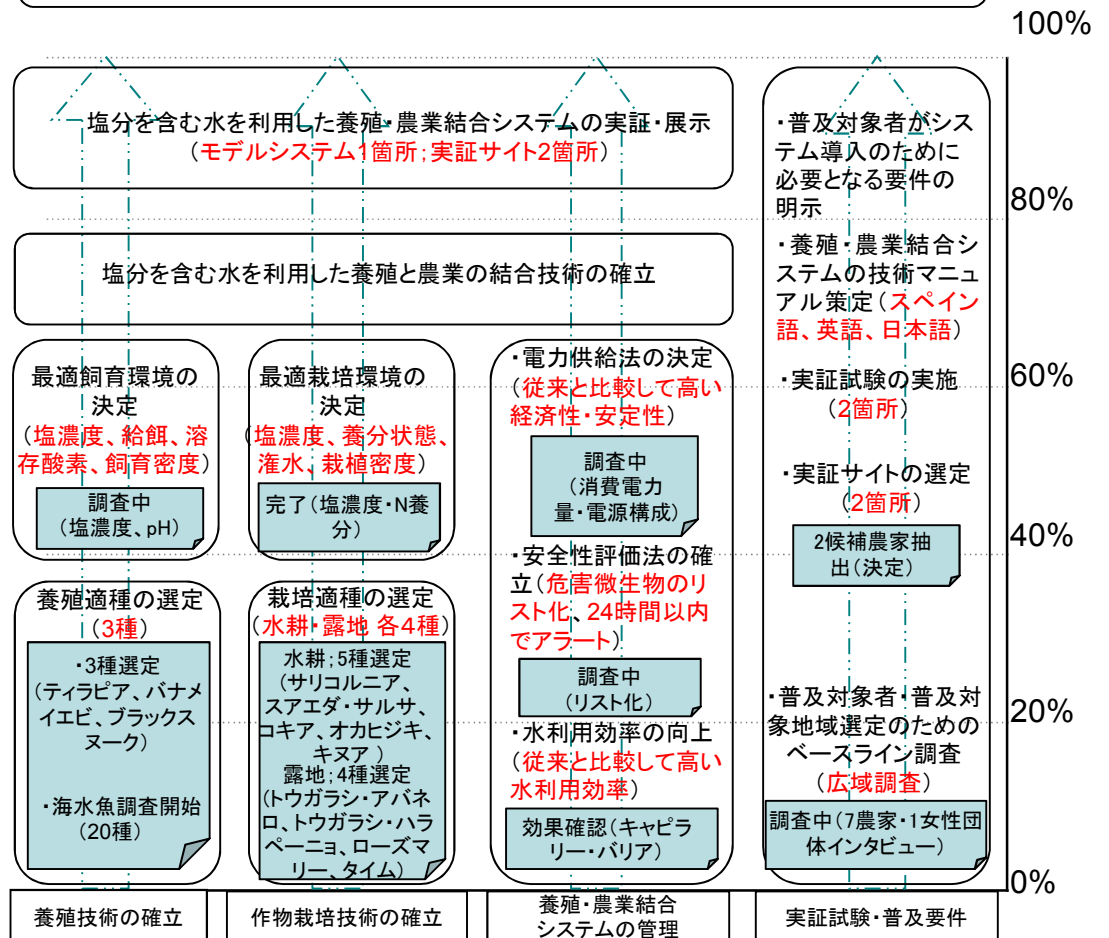 100%
塩分を含む水を利用した養殖・農業結合システムの実証・展示
（モデルシステム1箇所；実証サイト2箇所）
塩分を含む水を利用した養殖と農業の結合技術の確立
最適飼育環境の
決定
（塩濃度、給餌、溶
存酸素、飼育密度）
調査中
（塩濃度、pH）
養殖適種の選定
（3種）
・3種選定
（ティラピア、バナメ
イエビ、ブラックス
ヌーク）
・海水魚調査開始
（20種）
養殖技術の確立
最適栽培環境の
決定
（塩濃度、養分状態、
潅水、栽植密度）
完了（塩濃度・N養
分）
栽培適種の選定
（水耕・露地 各４種）
水耕；5種選定
（サリコルニア、
スアエダ・サルサ、
コキア、オカヒジキ、
キヌア ）
露地；4種選定
（トウガラシ・アバネ
ロ、トウガラシ・ハラ
ペーニョ、ローズマ
リー、タイム）
作物栽培技術の確立
・電力供給法の決定
（従来と比較して高い
経済性・安定性）
調査中
（消費電力
量・電源構成）
・安全性評価法の確
立（危害微生物のリ
スト化、24時間以内
でアラート）
調査中
（リスト化）
・水利用効率の向上
（従来と比較して高い
水利用効率）
効果確認（キャピラ
リー・バリア）
養殖・農業結合
システムの管理
・普及対象者がシス
テム導入のために
必要となる要件の
明示
・養殖・農業結合シ
ステムの技術マニュ
アル策定（スペイン
語、英語、日本語）
・実証試験の実施
（2箇所）
・実証サイトの選定
（2箇所）
2候補農家抽
出（決定）
・普及対象者・普及対
象地域選定のための
ベースライン調査
（広域調査）
調査中（7農家・1女性団
体インタビュー）
実証試験・普及要件
80%
60%
40%
20%
0%